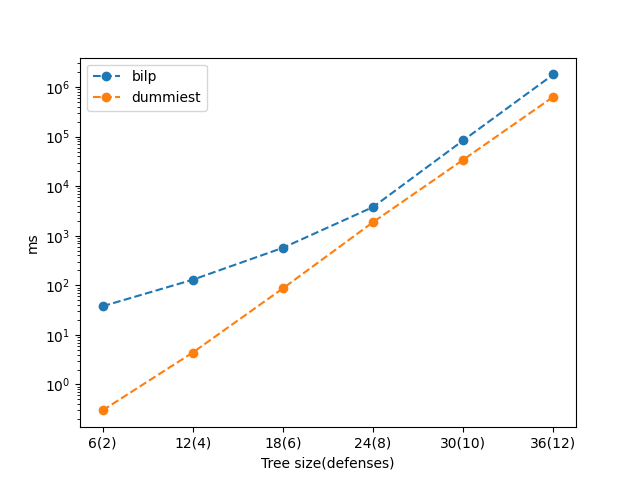 bilp
dummiest
10^6
10^5
10^4
10^3
10^2
10^1
10^0
ms
6(2) 12(4) 18(6) 24(8) 30(10) 36(12)
Tree size(defenses)